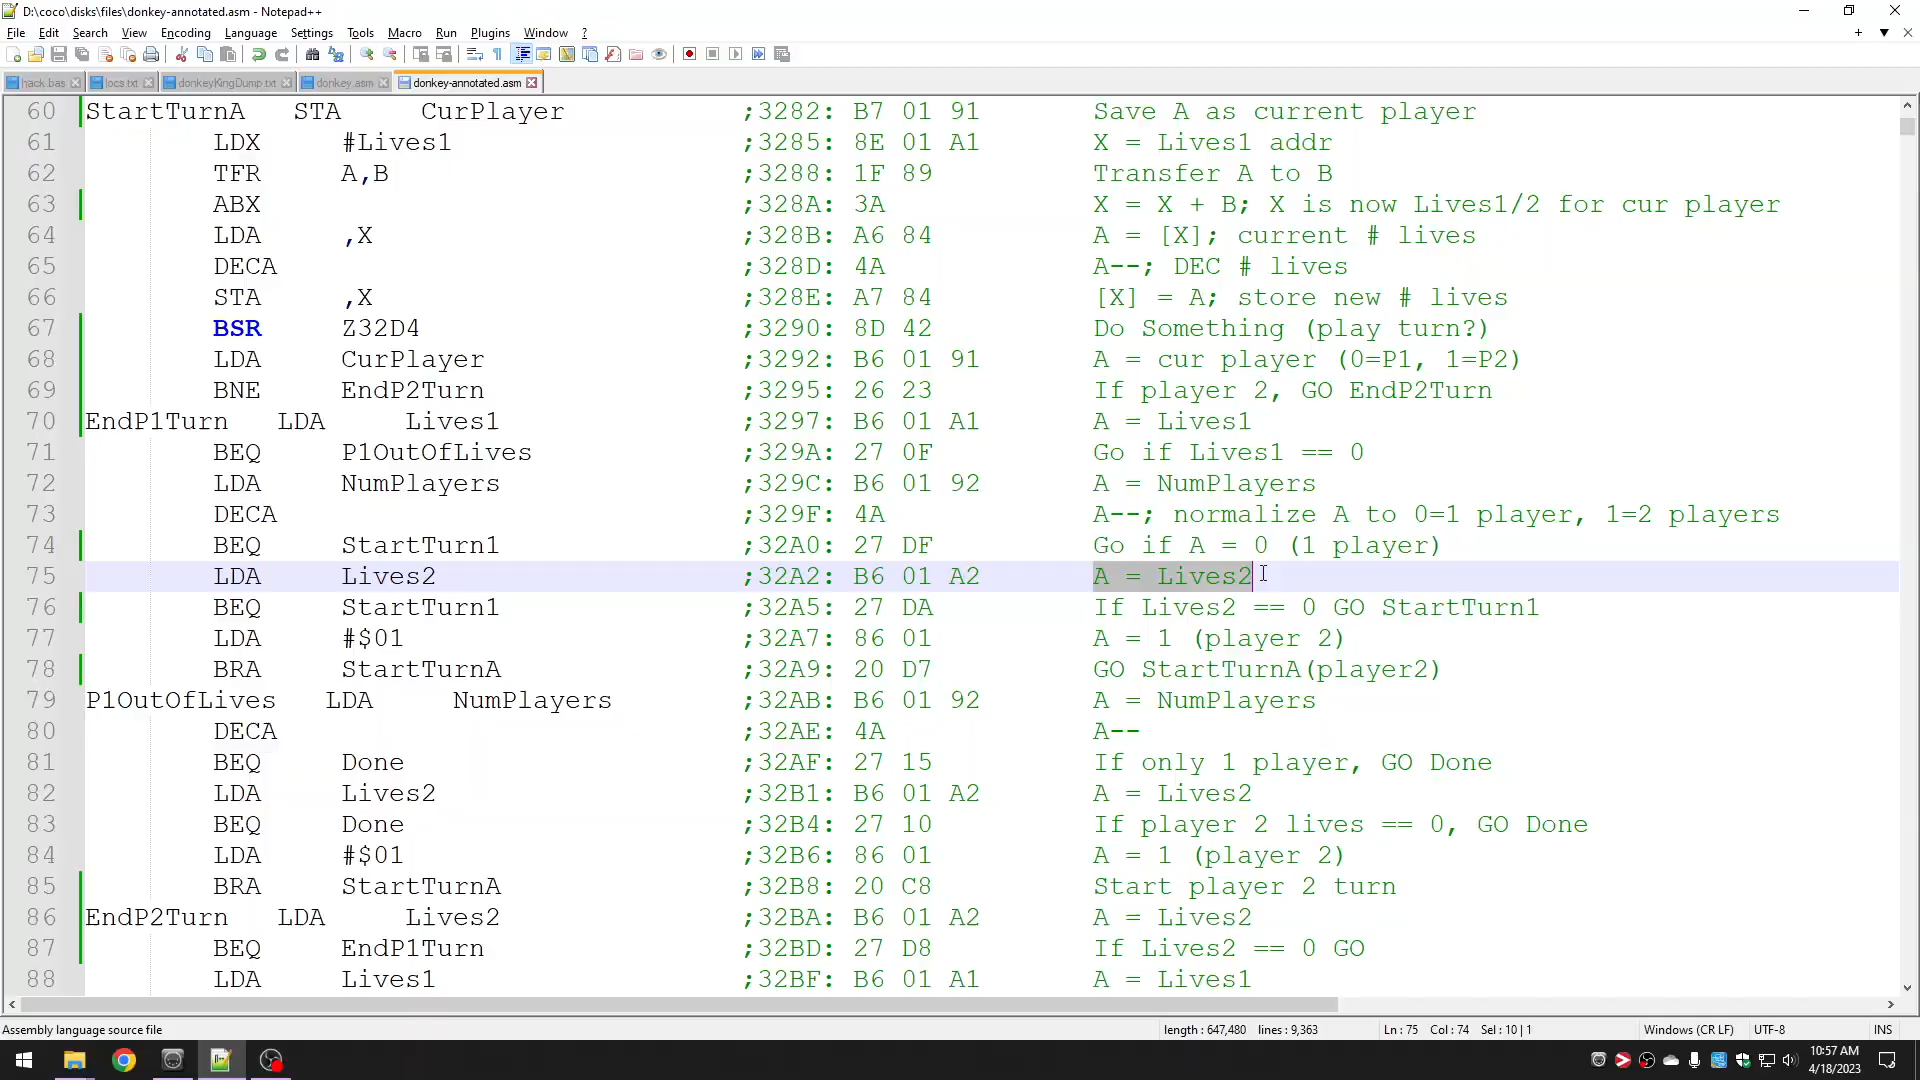 D:\coco\disks\files\donkey-annotated.asm - Notepad++
File Edit Search View Encoding Language Settings Tools Macro Run Plugins Window ?
hack.bas locs.txt donkeyKingDump.txt donkey.asm donkey-annotated.asm
60 StartTurnA STA CurPlayer ;3282: B7 01 91 Save A as current player
61 LDX #Lives1 ;3285: 8E 01 A1 X = Lives1 addr
62 TFR A,B ;3288: 1F 89 Transfer A to B
63 ABX ;328A: 3A X = X + B; X is now Lives1/2 for cur player
64 LDA ,X ;328B: A6 84 A = [X]; current # lives
65 DECA ;328D: 4A A--; DEC # lives
66 STA ,X ;328E: A7 84 [X] = A; store new # lives
67 BSR Z32D4 ;3290: 8D 42 Do Something (play turn?)
68 LDA CurPlayer ;3292: B6 01 91 A = cur player (0=P1, 1=P2)
69 BNE EndP2Turn ;3295: 26 23 If player 2, GO EndP2Turn
70 EndP1Turn LDA Lives1 ;3297: B6 01 A1 A = Lives1
71 BEQ P1OutOfLives ;329A: 27 0F Go if Lives1 == 0
72 LDA NumPlayers ;329C: B6 01 92 A = NumPlayers
73 DECA ;329F: 4A A--; normalize A to 0=1 player, 1=2 players
74 BEQ StartTurn1 ;32A0: 27 DF Go if A = 0 (1 player)
75 LDA Lives2 ;32A2: B6 01 A2 A = Lives2
76 BEQ StartTurn1 ;32A5: 27 DA If Lives2 == 0 GO StartTurn1
77 LDA #$01 ;32A7: 86 01 A = 1 (player 2)
78 BRA StartTurnA ;32A9: 20 D7 GO StartTurnA(player2)
79 P1OutOfLives LDA NumPlayers ;32AB: B6 01 92 A = NumPlayers
80 DECA ;32AE: 4A A--
81 BEQ Done ;32AF: 27 15 If only 1 player, GO Done
82 LDA Lives2 ;32B1: B6 01 A2 A = Lives2
83 BEQ Done ;32B4: 27 10 If player 2 lives == 0, GO Done
84 LDA #$01 ;32B6: 86 01 A = 1 (player 2)
85 BRA StartTurnA ;32B8: 20 C8 Start player 2 turn
86 EndP2Turn LDA Lives2 ;32BA: B6 01 A2 A = Lives2
87 BEQ EndP1Turn ;32BD: 27 D8 If Lives2 == 0 GO
88 LDA Lives1 ;32BF: B6 01 A1 A = Lives1
Assembly language source file length : 647,480 lines : 9,363 Ln : 75 Col : 74 Sel : 10 | 1 Windows (CR LF) UTF-8 INS
10:57 AM
4/18/2023